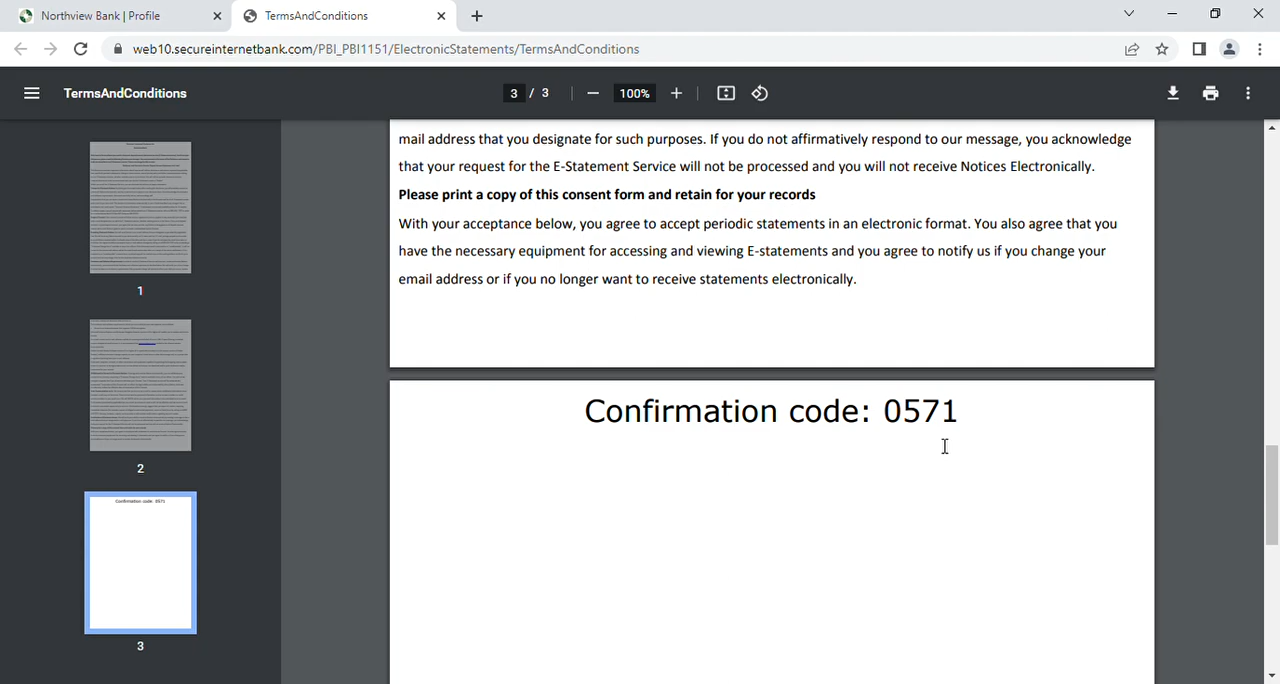 Northview Bank | Profile
TermsAndConditions
web10.secureinternetbank.com/PBI_PBI1151/ElectronicStatements/TermsAndConditions
TermsAndConditions
3 / 3
100%
mail address that you designate for such purposes. If you do not affirmatively respond to our message, you acknowledge
that your request for the E-Statement Service will not be processed and you will not receive Notices Electronically.
Please print a copy of this consent form and retain for your records
With your acceptance below, you agree to accept periodic statements in an electronic format. You also agree that you
have the necessary equipment for accessing and viewing E-statements and you agree to notify us if you change your
email address or if you no longer want to receive statements electronically.
Confirmation code: 0571
1
2
Confirmation code: 0571
3